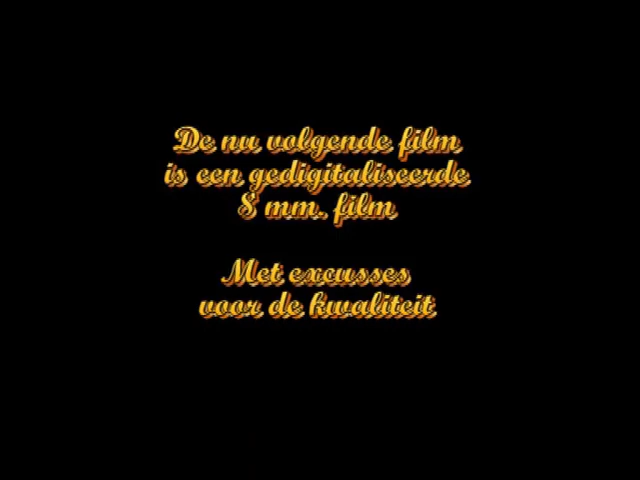 De nu volgende film
is een gedigitaliseerde
8 mm. film
Met excusses
voor de kwaliteit